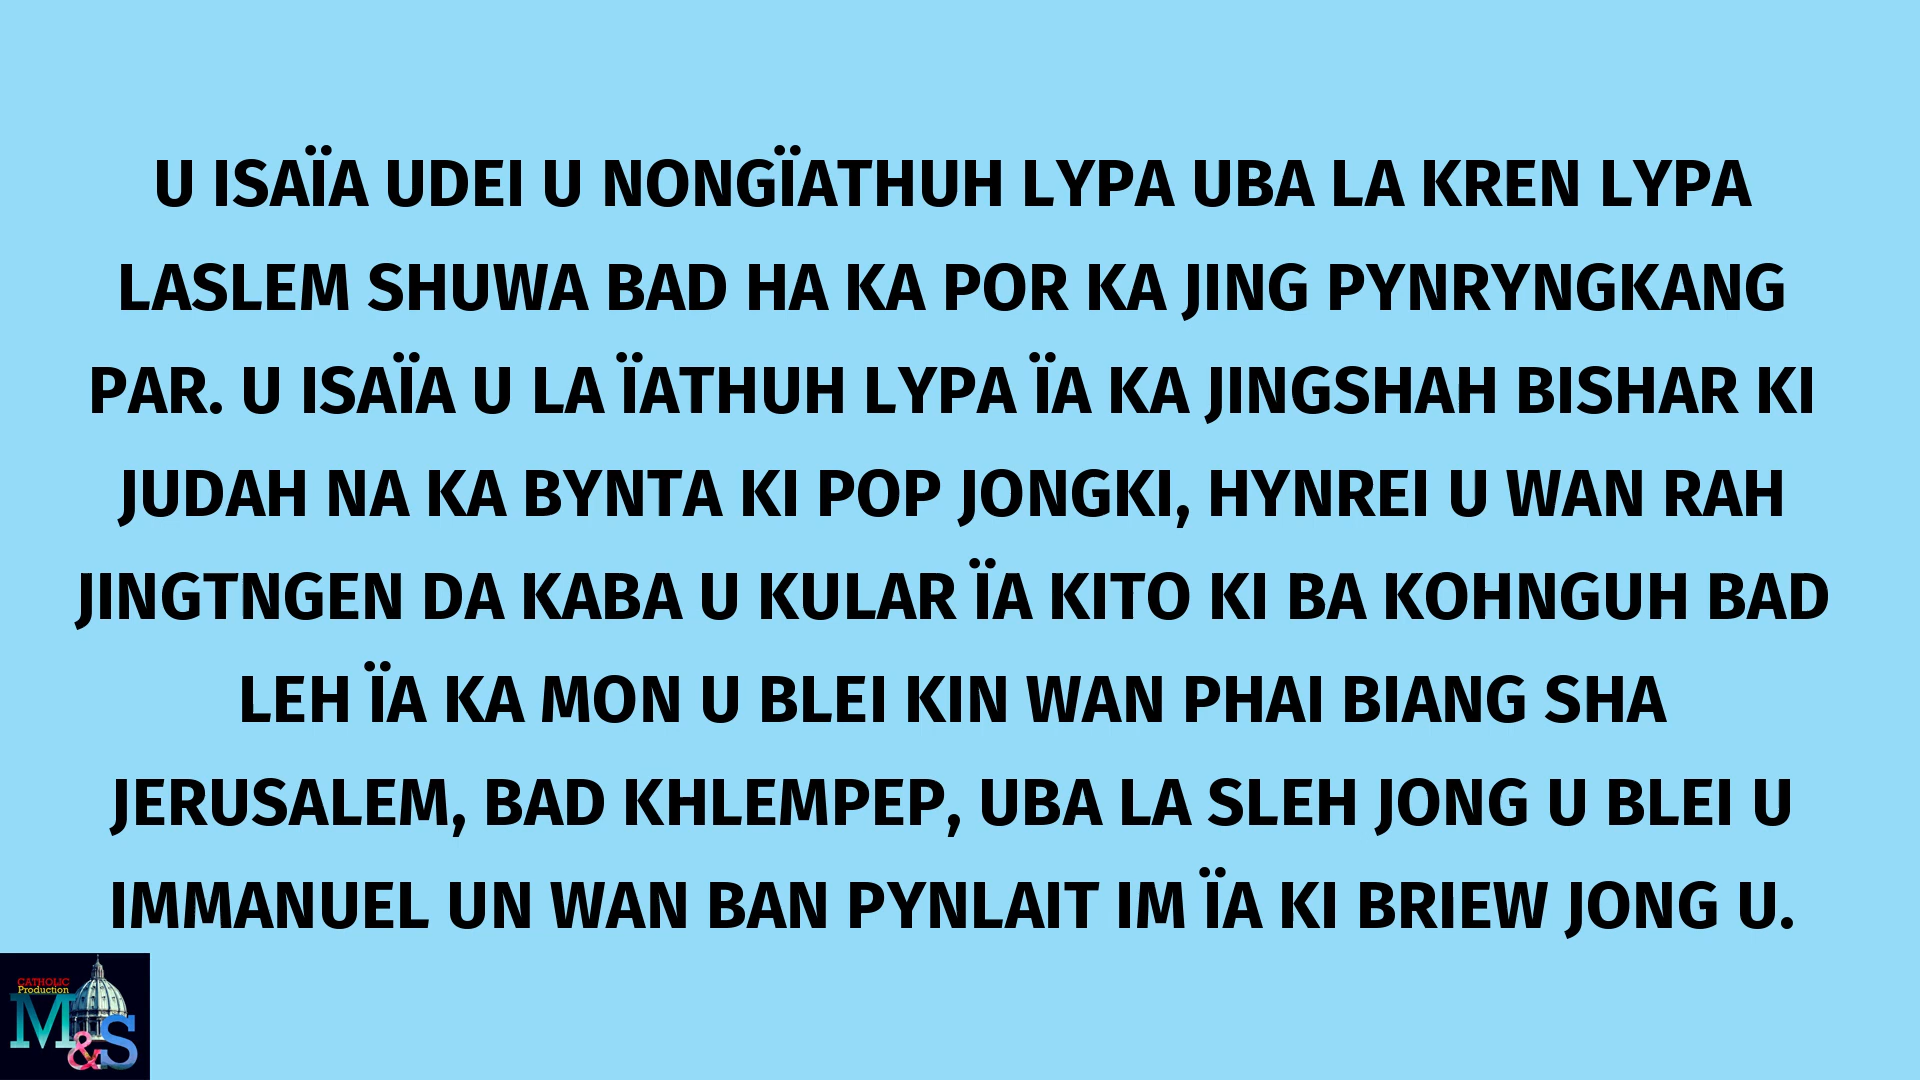 U ISAÏA UDEI U NONGÏATHUH LYPA UBA LA KREN LYPA
LASLEM SHUWA BAD HA KA POR KA JING PYNRYNGKANG
PAR. U ISAÏA U LA ÏATHUH LYPA ÏA KA JINGSHAH BISHAR KI
JUDAH NA KA BYNTA KI POP JONGKI, HYNREI U WAN RAH
JINGTNGEN DA KABA U KULAR ÏA KITO KI BA KOHNGUH BAD
LEH ÏA KA MON U BLEI KIN WAN PHAI BIANG SHA
JERUSALEM, BAD KHLEMPEP, UBA LA SLEH JONG U BLEI U
IMMANUEL UN WAN BAN PYNLAIT IM ÏA KI BRIEW JONG U.
CATHOLIC
Production
M&S